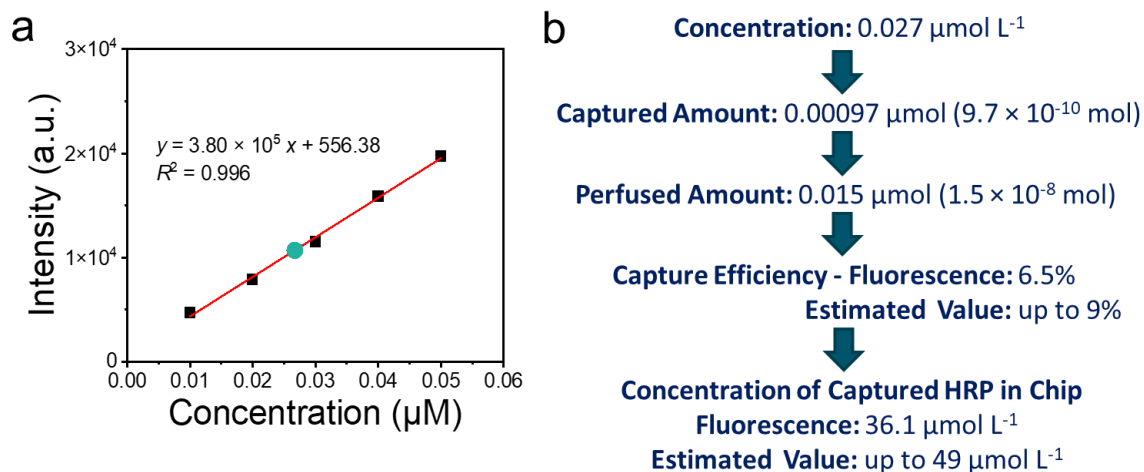 a
Intensity (a.u.)
3×10⁴
2×10⁴
1×10⁴
0
y = 3.80 × 10⁵ x + 556.38
R² = 0.996
0.00 0.01 0.02 0.03 0.04 0.05 0.06
Concentration (µM)
b
Concentration: 0.027 µmol L⁻¹
Captured Amount: 0.00097 µmol (9.7 × 10⁻¹⁰ mol)
Perfused Amount: 0.015 µmol (1.5 × 10⁻⁸ mol)
Capture Efficiency - Fluorescence: 6.5%
Estimated Value: up to 9%
Concentration of Captured HRP in Chip
Fluorescence: 36.1 µmol L⁻¹
Estimated Value: up to 49 µmol L⁻¹